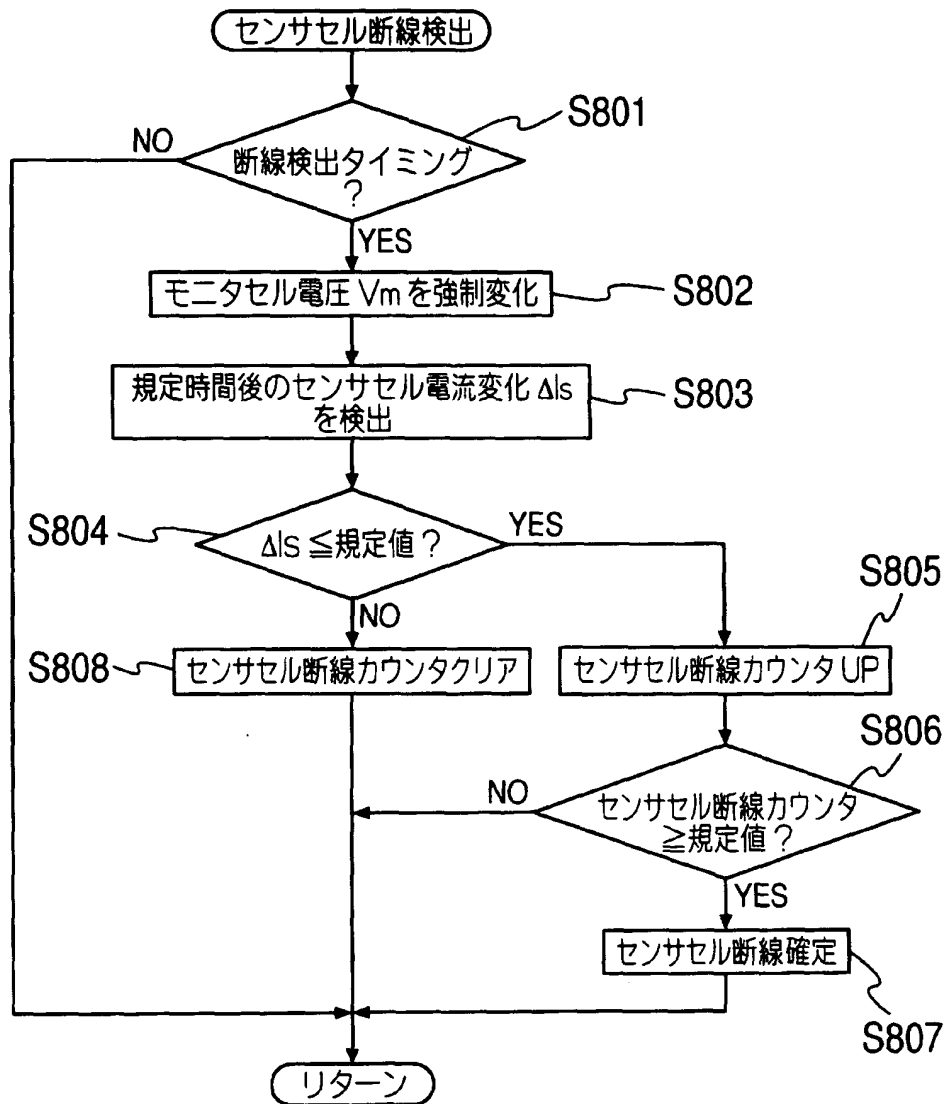 センサセル断線検出
S801
NO
断線検出タイミング
?
YES
モニタセル電圧 Vm を強制変化
S802
規定時間後のセンサセル電流変化 ΔIs
を検出
S803
S804
ΔIs ≦規定値?
YES
NO
S805
S808
センサセル断線カウンタクリア
センサセル断線カウンタ UP
S806
NO
センサセル断線カウンタ
≧規定値?
YES
センサセル断線確定
S807
リターン